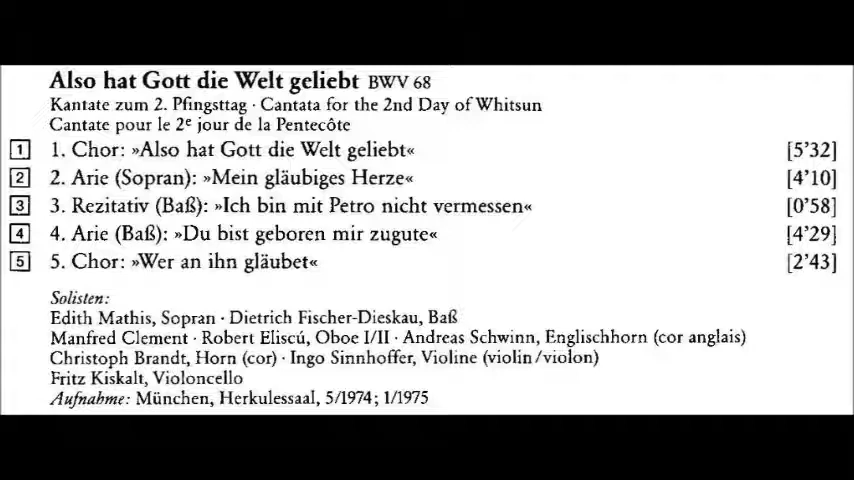 Also hat Gott die Welt geliebt BWV 68
Kantate zum 2. Pfingsttag · Cantata for the 2nd Day of Whitsun
Cantate pour le 2e jour de la Pentecôte
1 1. Chor: »Also hat Gott die Welt geliebt« [5'32]
2 2. Arie (Sopran): »Mein gläubiges Herze« [4'10]
3 3. Rezitativ (Baß): »Ich bin mit Petro nicht vermessen« [0'58]
4 4. Arie (Baß): »Du bist geboren mir zugute« [4'29]
5 5. Chor: »Wer an ihn gläubet« [2'43]
Solisten:
Edith Mathis, Sopran · Dietrich Fischer-Dieskau, Baß
Manfred Clement · Robert Eliscú, Oboe I/II · Andreas Schwinn, Englischhorn (cor anglais)
Christoph Brandt, Horn (cor) · Ingo Sinnhoffer, Violine (violin/violon)
Fritz Kiskalt, Violoncello
Aufnahme: München, Herkulessaal, 5/1974; 1/1975